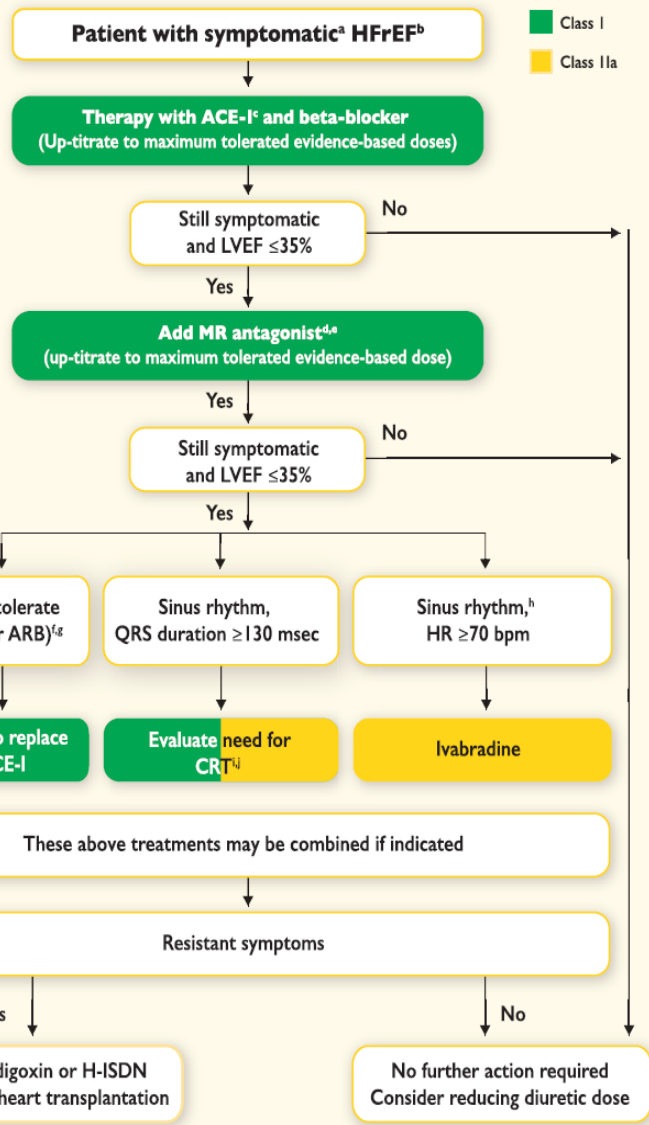 Patient with symptomaticᵃ HFrEFᵇ
Class I
Class IIa
Therapy with ACE-Iᶜ and beta-blocker
(Up-titrate to maximum tolerated evidence-based doses)
Still symptomatic
and LVEF ≤35%
No
Yes
Add MR antagonistᵈ,ᵉ
(up-titrate to maximum tolerated evidence-based dose)
Yes
Still symptomatic
and LVEF ≤35%
No
Yes
tolerate
ARB)ᶠ,ᵍ
Sinus rhythm,
QRS duration ≥130 msec
Sinus rhythm,ʰ
HR ≥70 bpm
replace
CE-I
Evaluate need for
CRTⁱ,ʲ
Ivabradine
These above treatments may be combined if indicated
Resistant symptoms
s
No
digoxin or H-ISDN
heart transplantation
No further action required
Consider reducing diuretic dose